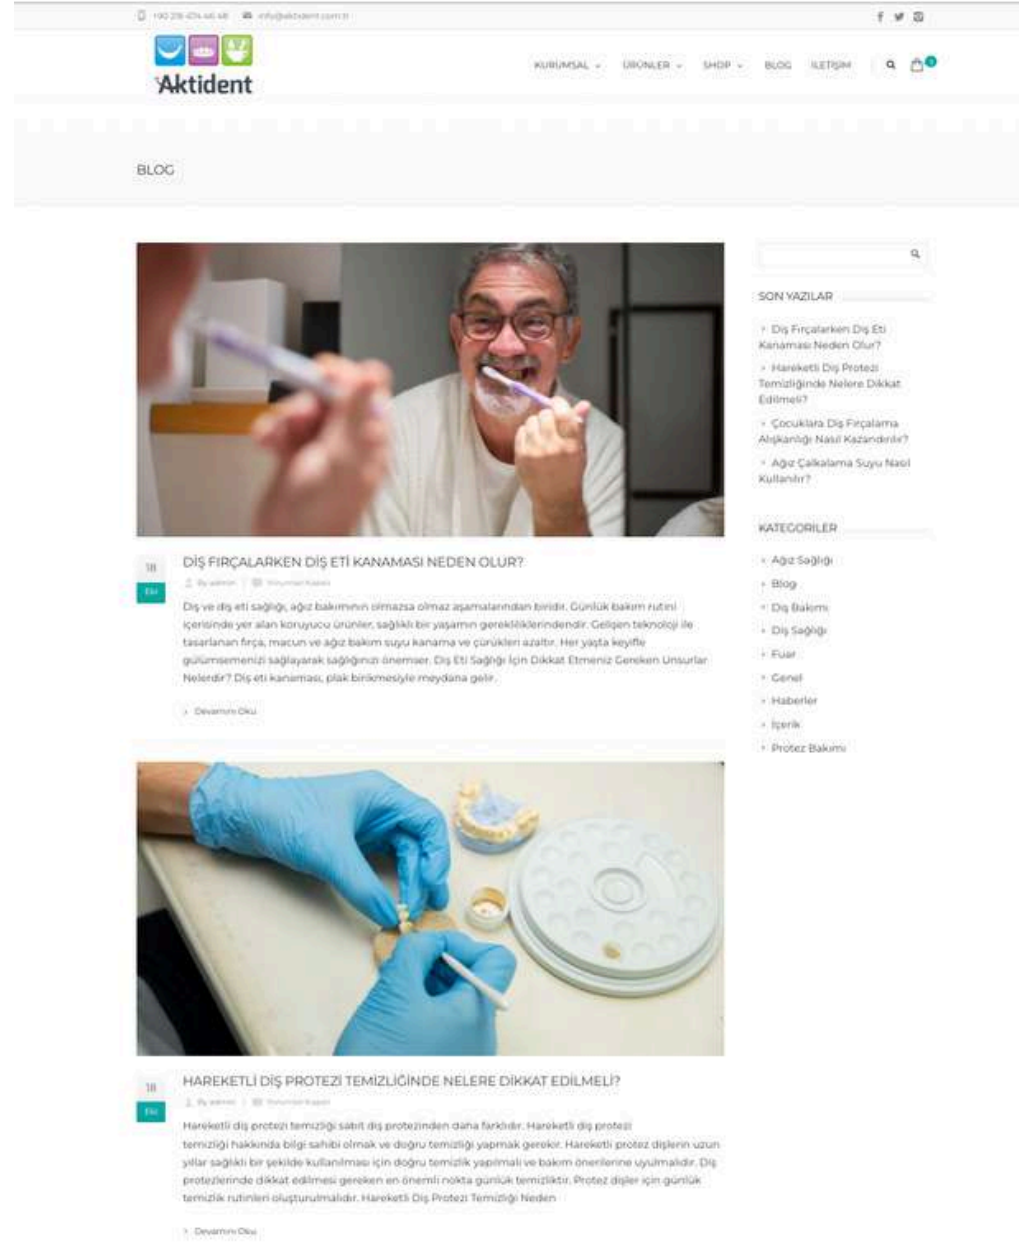 info@aktident.com.tr
Aktident
KURUMSAL ÜRÜNLER SHOP BLOG İLETİŞİM
BLOG
DİŞ FIRÇALARKEN DİŞ ETİ KANAMASI NEDEN OLUR?
18
Eki
By admin
Diş ve diş eti sağlığı, ağız bakımının olmazsa olmaz aşamalarından biridir. Günlük bakım rutini
içerisinde yer alan koruyucu ürünler, sağlıklı bir yaşamın gerekliliklerindendir. Gelişen teknoloji ile
tasarlanan fırça, macun ve ağız bakım suyu kanama ve çürükleri azaltır. Her yaşta keyifle
gülümsemenizi sağlayarak sağlığınızı önemser. Diş Eti Sağlığı İçin Dikkat Etmeniz Gereken Unsurlar
Nelerdir? Diş eti kanaması, plak birikmesiyle meydana gelir.
Devamını Oku
HAREKETLİ DİŞ PROTEZİ TEMİZLİĞİNDE NELERE DİKKAT EDİLMELİ?
18
Eki
By admin
Hareketli diş protezi temizliği sabit diş protezinden daha farklıdır. Hareketli diş protezi
temizliği hakkında bilgi sahibi olmak ve doğru temizliği yapmak gerekir. Hareketli protez dişlerin uzun
yıllar sağlıklı bir şekilde kullanılması için doğru temizlik yapılmalı ve bakım önerilerine uyulmalıdır. Diş
protezlerinde dikkat edilmesi gereken en önemli nokta günlük temizliktir. Protez dişler için günlük
temizlik rutinleri oluşturulmalıdır. Hareketli Diş Protezi Temizliği Neden
Devamını Oku
SON YAZILAR
Diş Fırçalarken Diş Eti
Kanaması Neden Olur?
Hareketli Diş Protezi
Temizliğinde Nelere Dikkat
Edilmeli?
Çocuklara Diş Fırçalama
Alışkanlığı Nasıl Kazandırılır?
Ağız Çalkalama Suyu Nasıl
Kullanılır?
KATEGORİLER
Ağız Sağlığı
Blog
Diş Bakımı
Diş Sağlığı
Fuar
Genel
Haberler
İçerik
Protez Bakımı